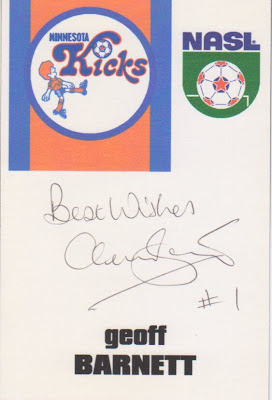 MINNESOTA
Kicks
NASL
Best Wishes
#1
geoff
BARNETT